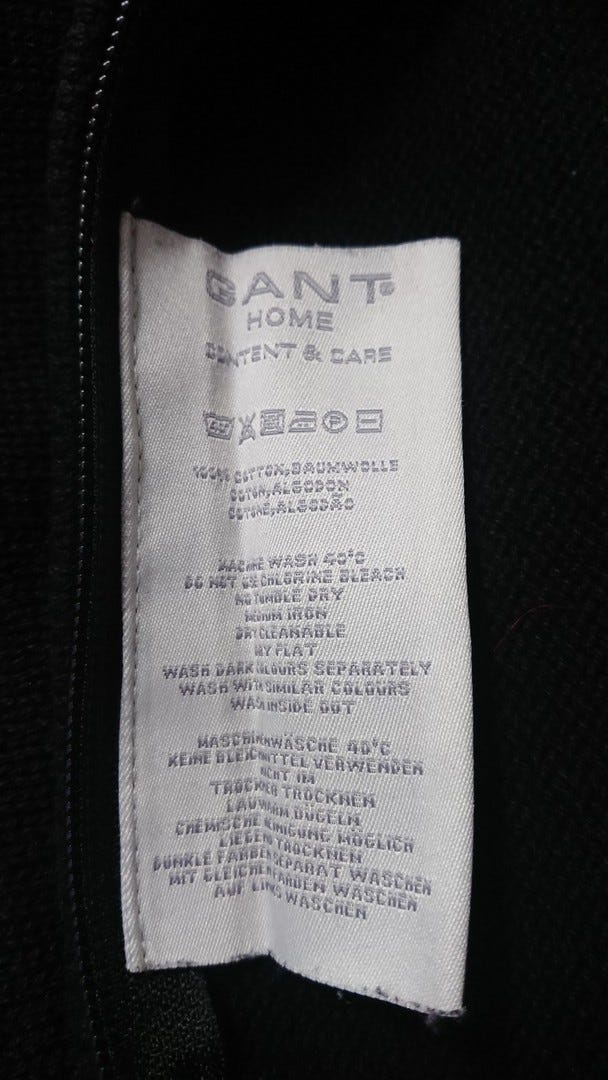 GANT®
HOME
CONTENT & CARE
P
100% COTTON, BAUMWOLLE
COTON, ALGODON
COTONE, ALGODÃO
MACHINE WASH 40°C
DO NOT USE CHLORINE BLEACH
NO TUMBLE DRY
MEDIUM IRON
DRY CLEANABLE
DRY FLAT
WASH DARK COLOURS SEPARATELY
WASH WITH SIMILAR COLOURS
WASH INSIDE OUT
MASCHINENWÄSCHE 40°C
KEINE BLEICHMITTEL VERWENDEN
NICHT IM
TROCKNER TROCKNEN
LAUWARM BÜGELN
CHEMISCHE REINIGUNG MÖGLICH
LIEGEND TROCKNEN
DUNKLE FARBEN SEPARAT WASCHEN
MIT GLEICHEN FARBEN WASCHEN
AUF LINKS WASCHEN